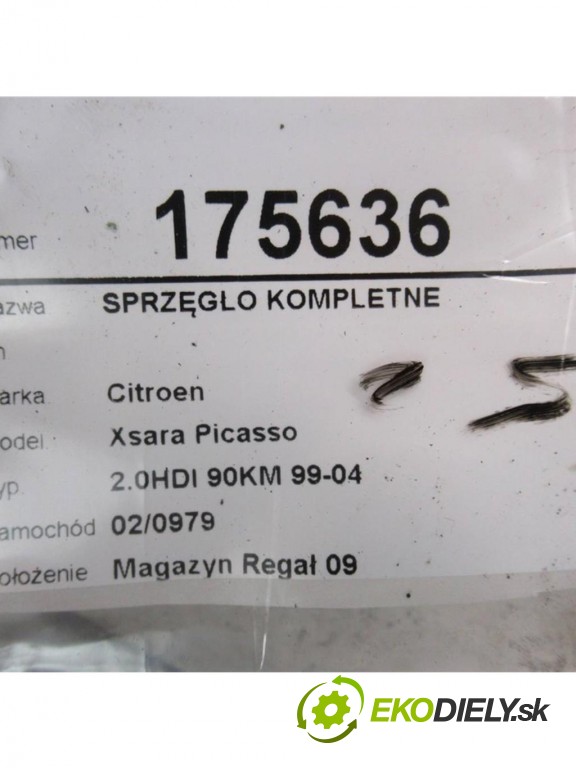 mer 175636
azwa SPRZĘGŁO KOMPLETNE
arka Citroen
odel Xsara Picasso
yp. 2.0HDI 90KM 99-04
amochód 02/0979
ołożenie Magazyn Regał 09
EKODIELY.sk